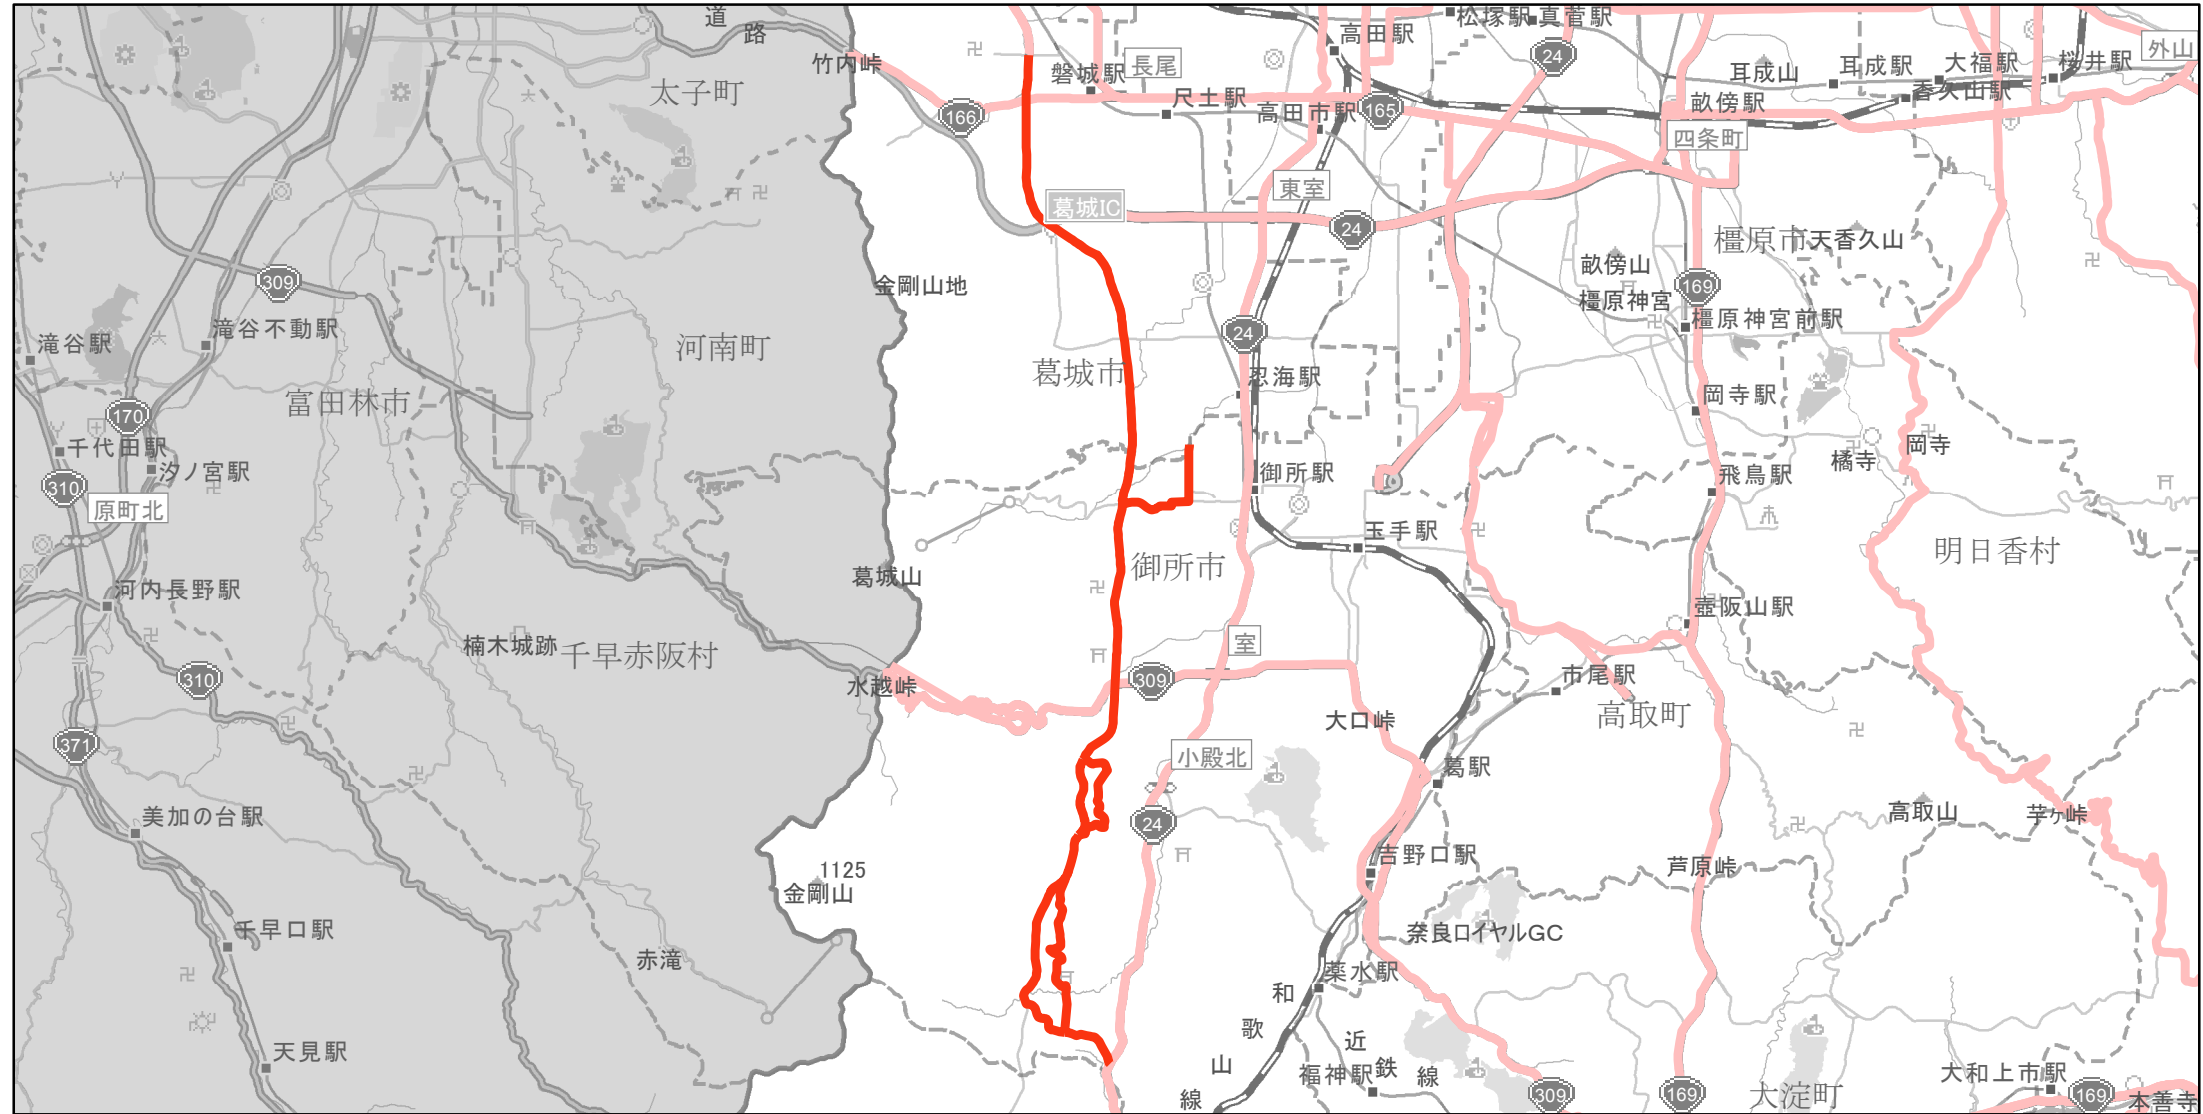 道
路
竹内峠
太子町
磐城駅
長尾
尺土駅
高田駅
松塚駅
真菅駅
24
外山
耳成山
耳成駅
大福駅
桜井駅
香久山駅
166
高田市駅
165
畝傍駅
四条町
東室
葛城IC
24
橿原市
天香久山
畝傍山
309
金剛山地
橿原神宮
169
橿原神宮前駅
滝谷駅
滝谷不動駅
河南町
24
葛城市
忍海駅
富田林市
170
岡寺駅
千代田駅
汐ノ宮駅
310
原町北
御所駅
飛鳥駅
橘寺
岡寺
玉手駅
明日香村
御所市
葛城山
河内長野駅
壺阪山駅
楠木城跡
千早赤阪村
室
310
水越峠
309
市尾駅
高取町
大口峠
371
小殿北
葛駅
美加の台駅
24
高取山
芋ヶ峠
吉野口駅
芦原峠
1125
金剛山
千早口駅
赤滝
奈良ロイヤルGC
薬水駅
和
歌
山
線
近
鉄
線
天見駅
福神駅
309
169
大淀町
大和上市駅
169
本善寺